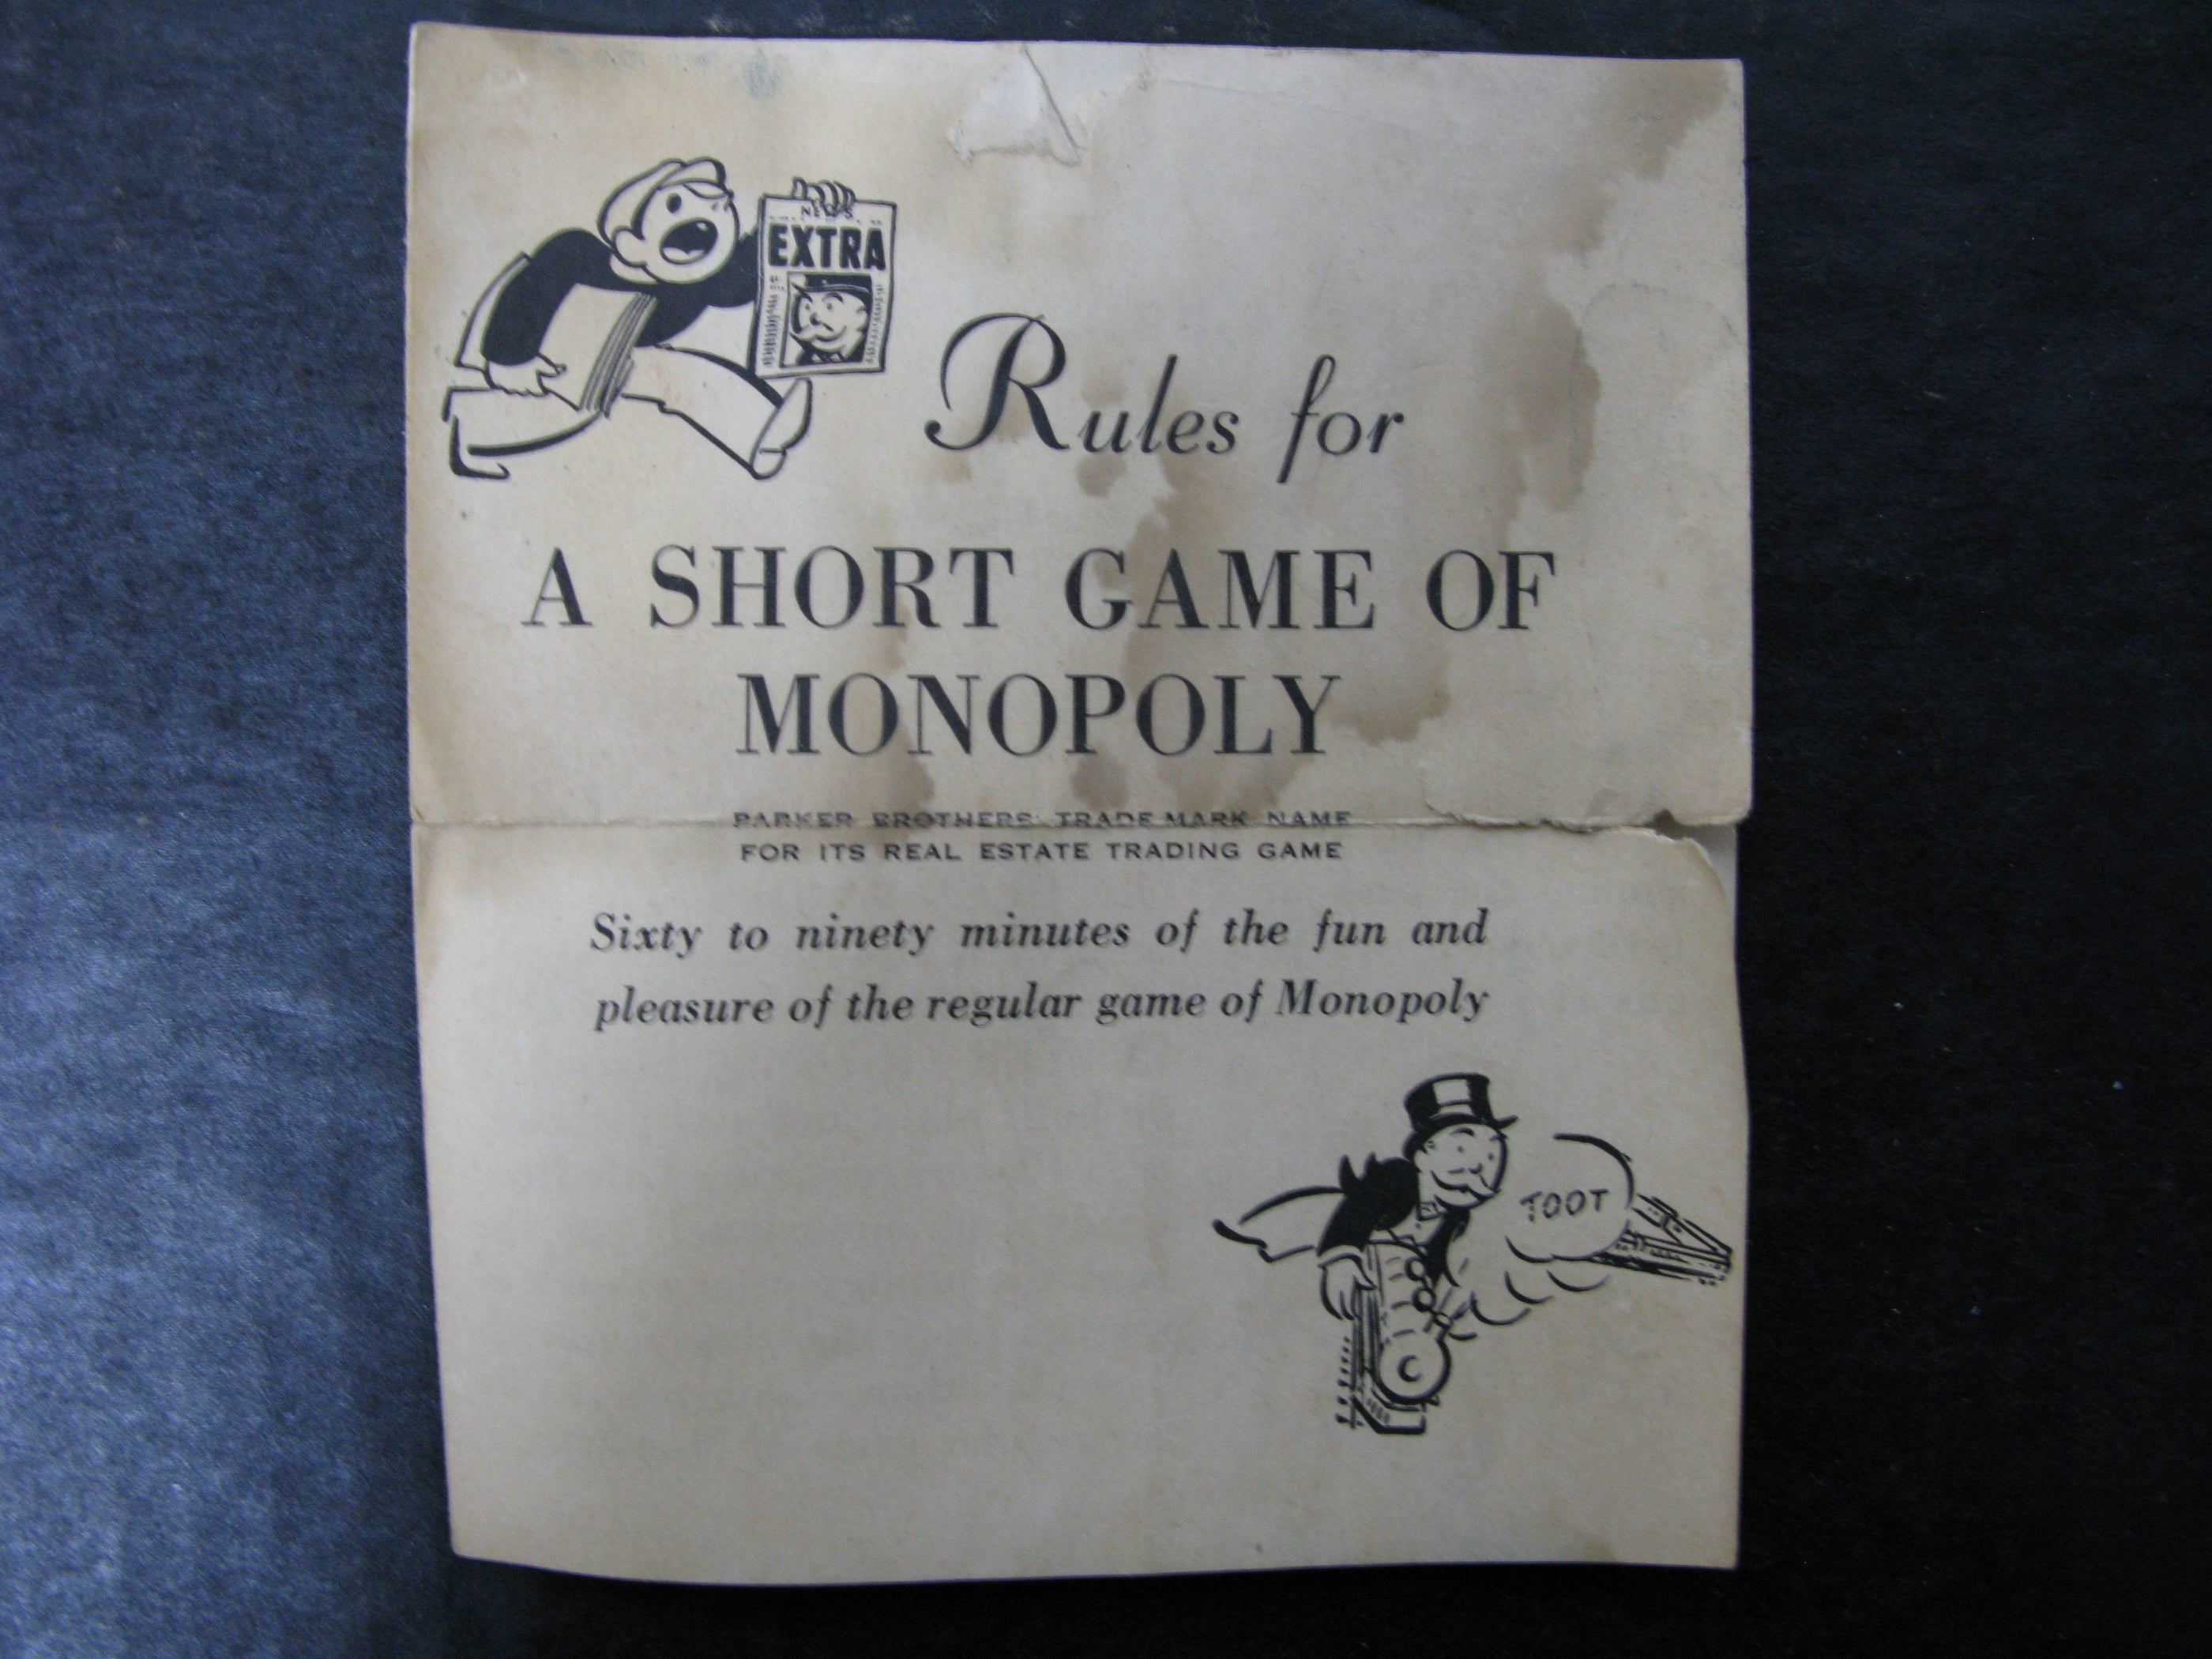 NEWS
EXTRA
Rules for
A SHORT GAME OF
MONOPOLY
PARKER BROTHERS TRADE MARK NAME
FOR ITS REAL ESTATE TRADING GAME
Sixty to ninety minutes of the fun and
pleasure of the regular game of Monopoly
TOOT